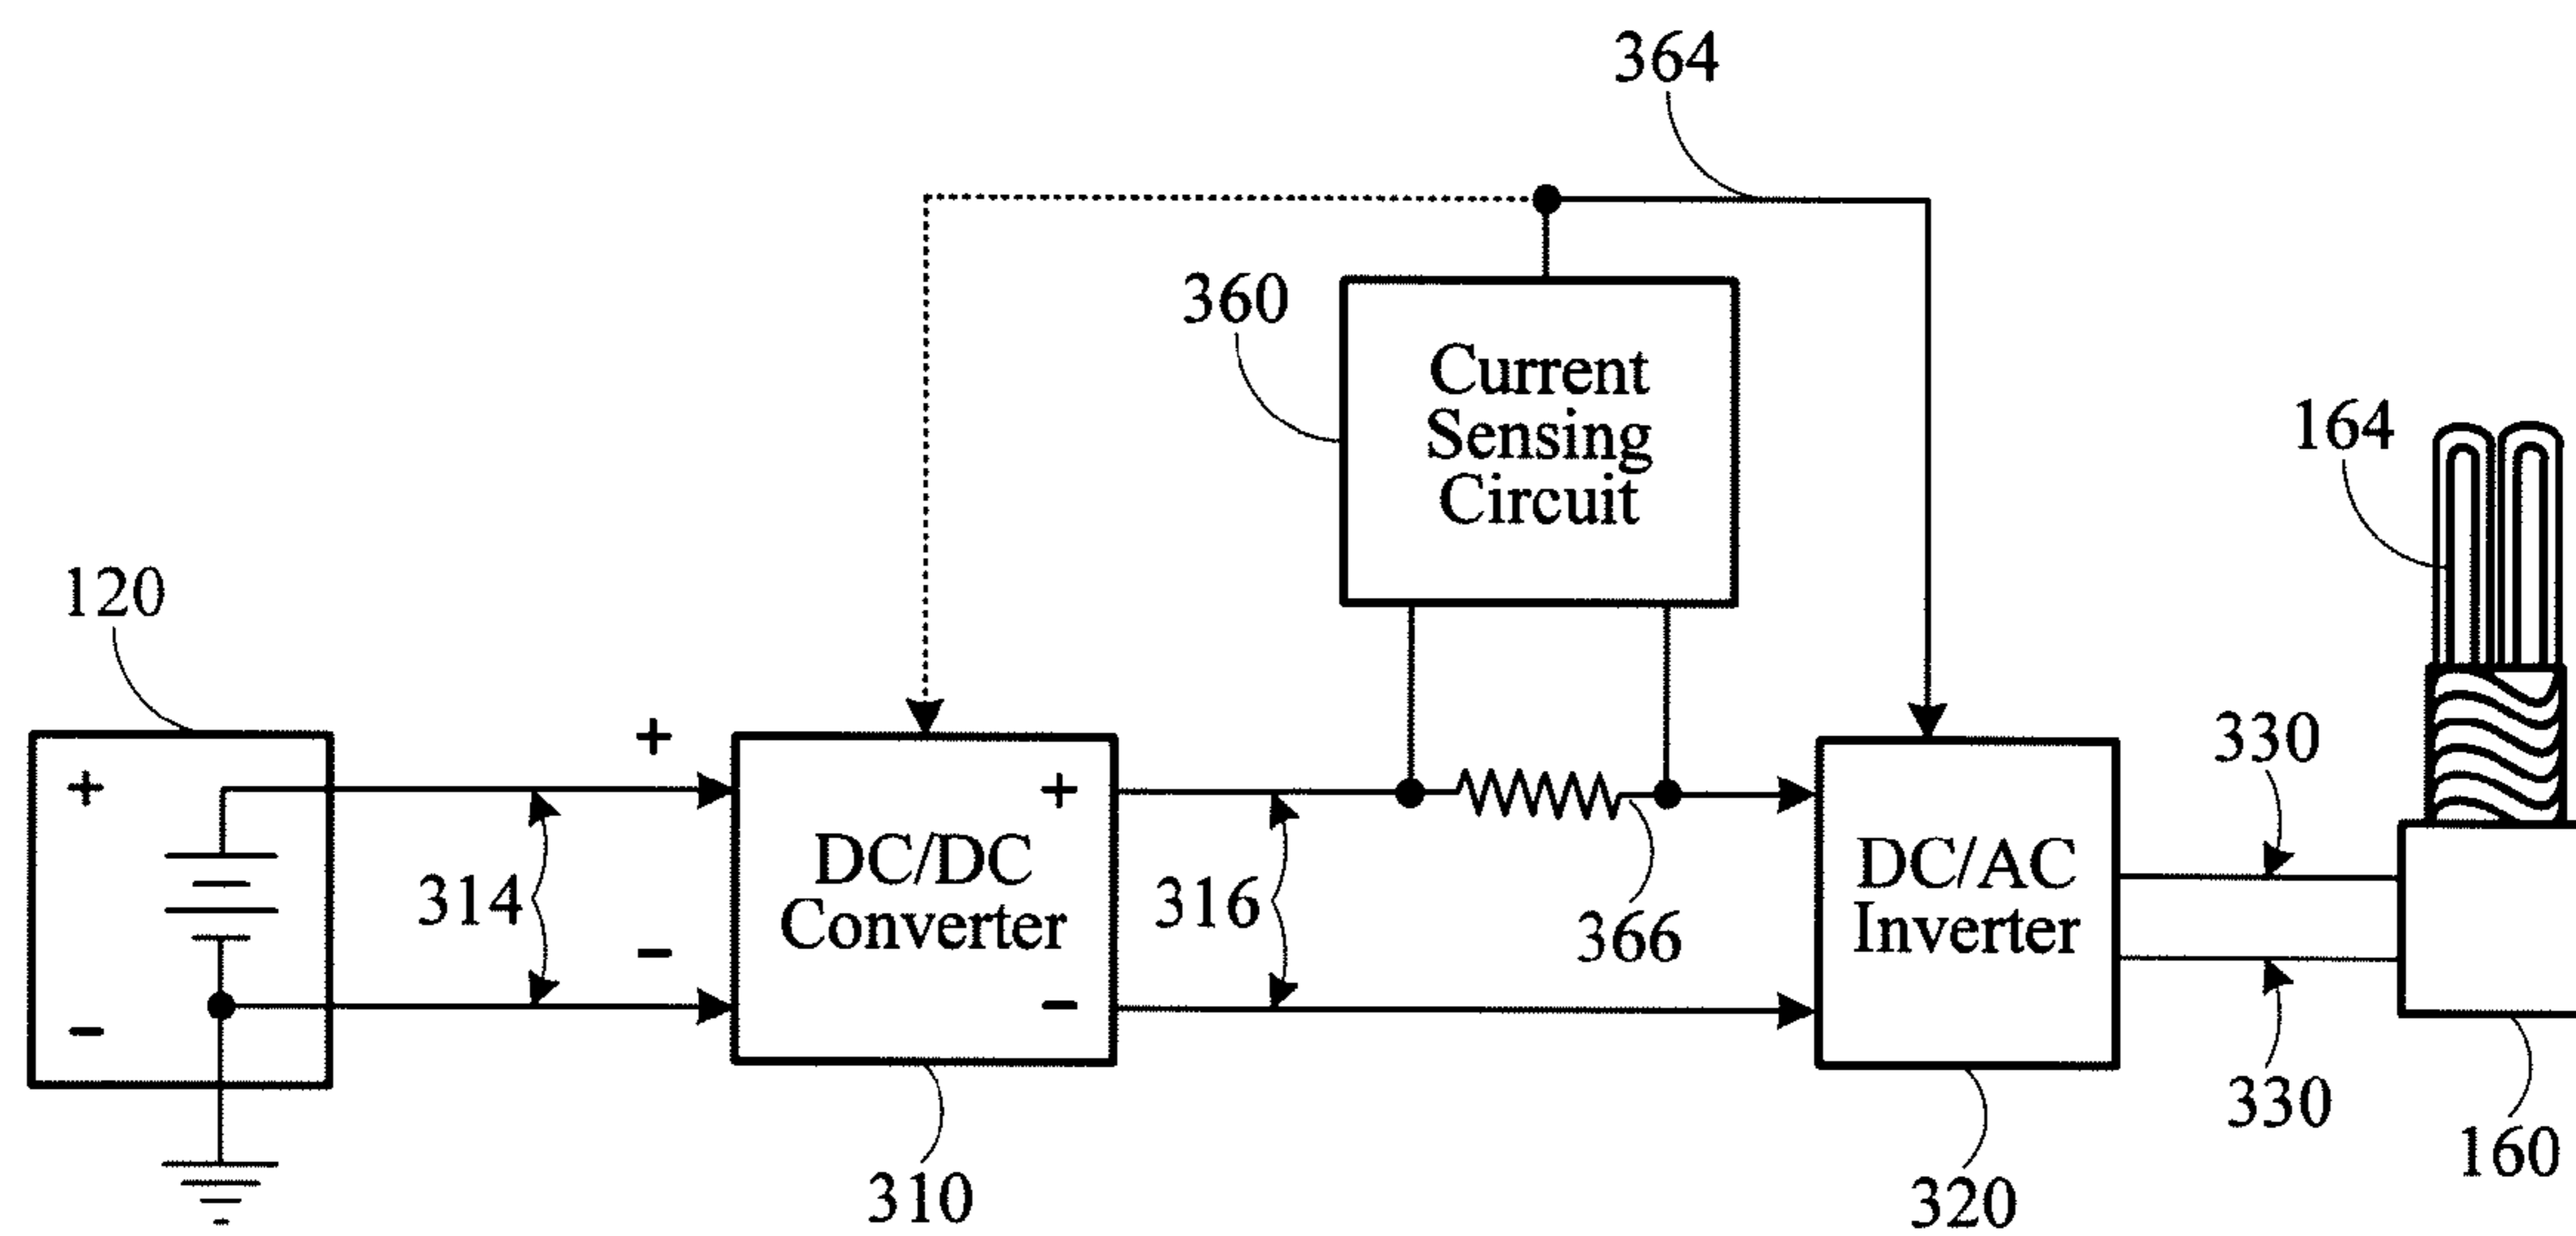 364
360
Current
Sensing
Circuit
164
120
+
+
-
-
314
+
-
DC/DC
Converter
316
366
DC/AC
Inverter
330
330
310
320
160